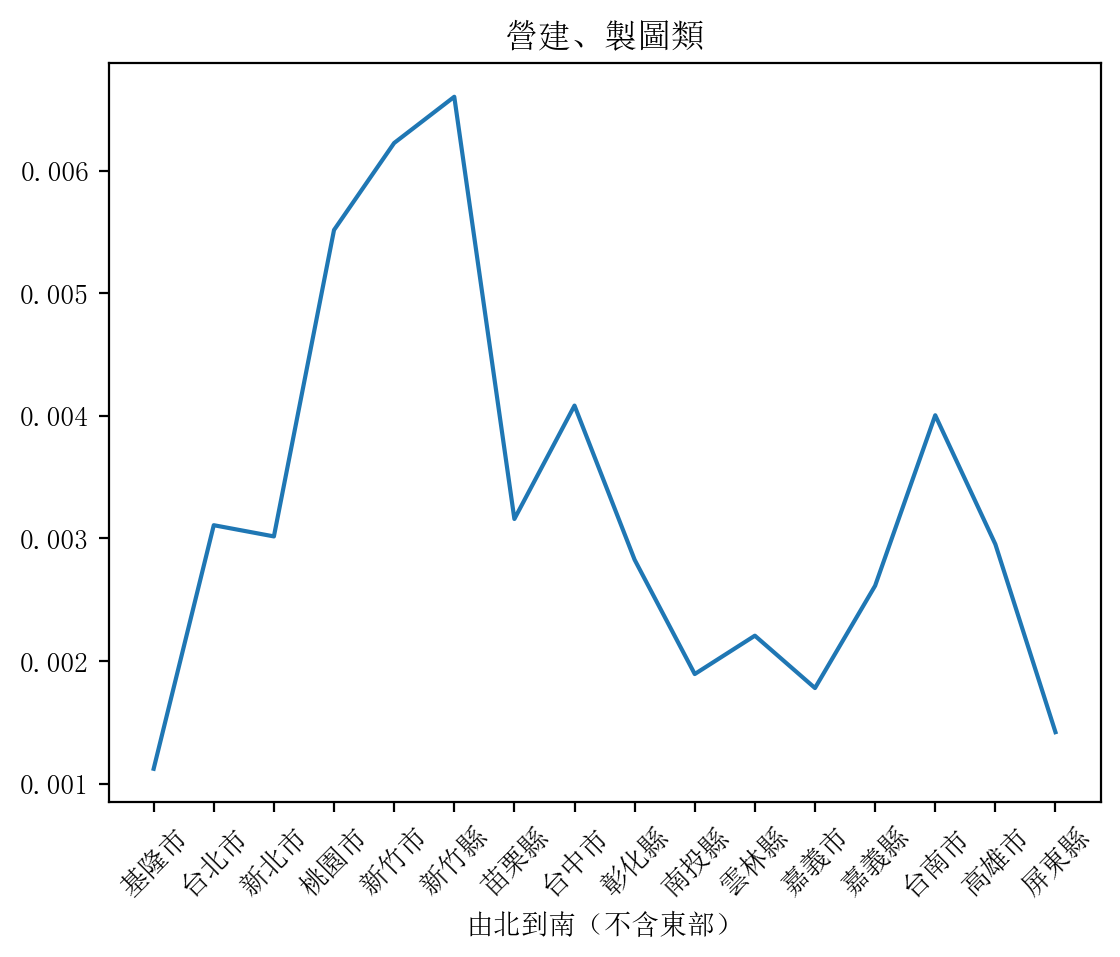 營建、製圖類
0.006
0.005
0.004
0.003
0.002
0.001
基隆市
台北市
新北市
桃園市
新竹市
新竹縣
苗栗縣
台中市
彰化縣
南投縣
雲林縣
嘉義市
嘉義縣
台南市
高雄市
屏東縣
由北到南（不含東部）